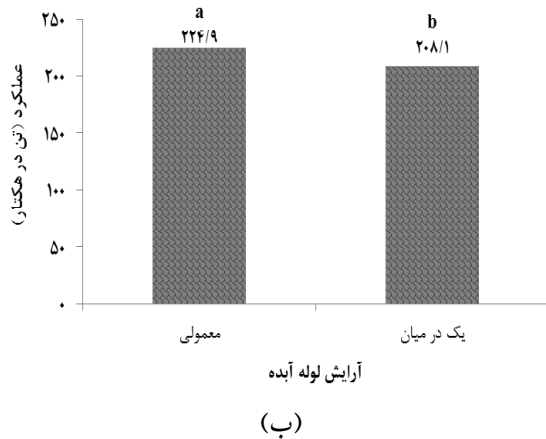 a
b
۲۲۴/۹
۲۰۸/۱
عملکرد (تن در هکتار)
۲۵۰
۲۰۰
۱۵۰
۱۰۰
۵۰
۰
معمولی
یک در میان
آرایش لوله آبده
(ب)